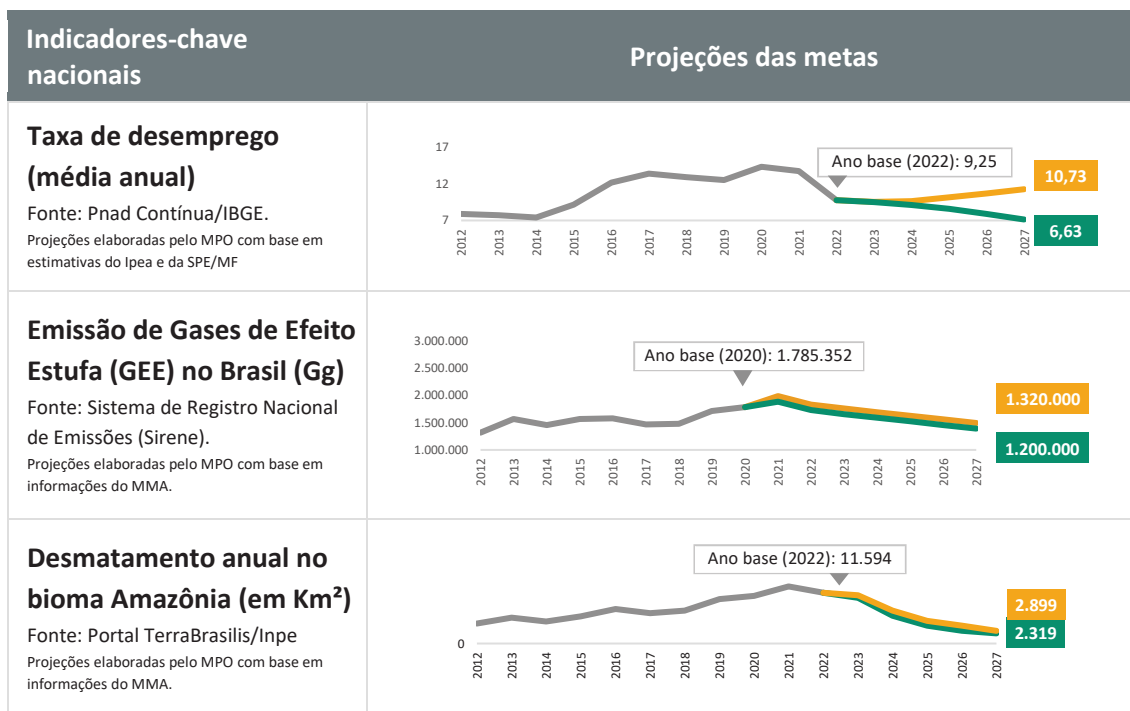 Indicadores-chave
nacionais
Projeções das metas
Taxa de desemprego
(média anual)
Fonte: Pnad Contínua/IBGE.
Projeções elaboradas pelo MPO com base em
estimativas do Ipea e da SPE/MF
17
12
7
Ano base (2022): 9,25
10,73
6,63
2012
2013
2014
2015
2016
2017
2018
2019
2020
2021
2022
2023
2024
2025
2026
2027
Emissão de Gases de Efeito
Estufa (GEE) no Brasil (Gg)
Fonte: Sistema de Registro Nacional
de Emissões (Sirene).
Projeções elaboradas pelo MPO com base em
informações do MMA.
3.000.000
2.500.000
2.000.000
1.500.000
1.000.000
Ano base (2020): 1.785.352
1.320.000
1.200.000
2012
2013
2014
2015
2016
2017
2018
2019
2020
2021
2022
2023
2024
2025
2026
2027
Desmatamento anual no
bioma Amazônia (em Km²)
Fonte: Portal TerraBrasilis/Inpe
Projeções elaboradas pelo MPO com base em
informações do MMA.
0
Ano base (2022): 11.594
2.899
2.319
2012
2013
2014
2015
2016
2017
2018
2019
2020
2021
2022
2023
2024
2025
2026
2027